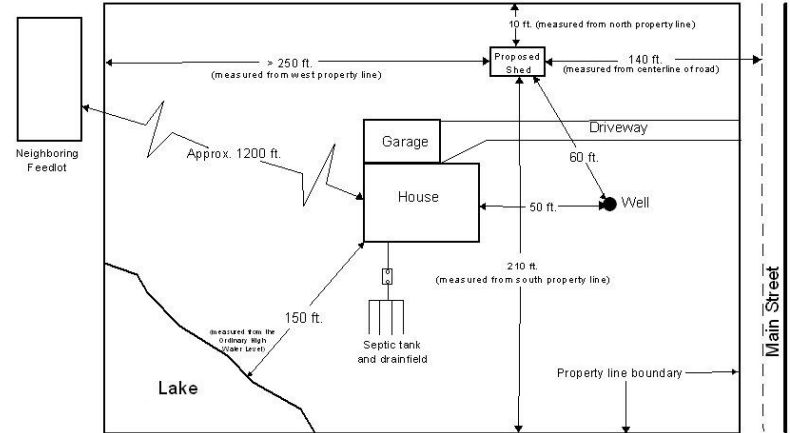 10 ft. (measured from north property line)
Proposed
Shed
> 250 ft.
(measured from west property line)
140 ft.
(measured from centerline of road)
Neighboring
Feedlot
Approx. 1200 ft.
Garage
Driveway
60 ft.
House
50 ft.
Well
210 ft.
(measured from south property line)
150 ft.
(measured from the
Ordinary High
Water Level)
Septic tank
and drainfield
Main Street
Property line boundary
Lake